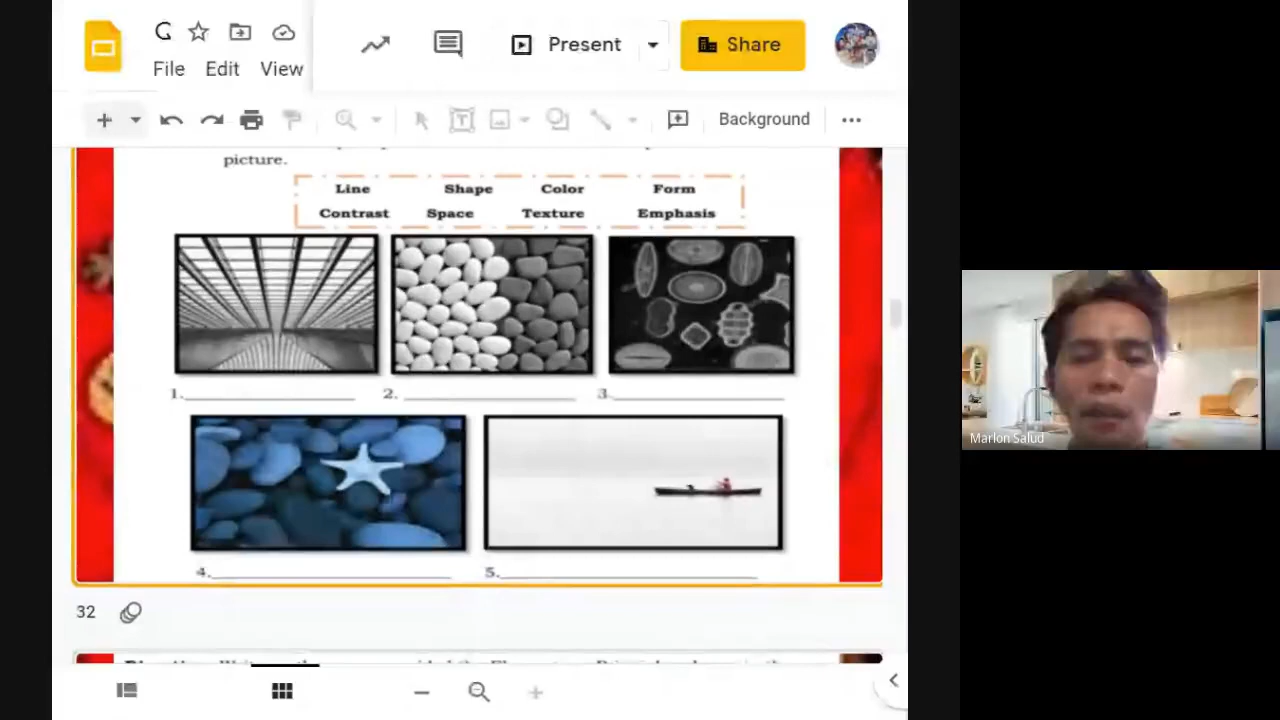 File Edit View
Present
Share
Background
picture.
Line Shape Color Form
Contrast Space Texture Emphasis
1. 2. 3.
4. 5.
32
Marlon Salud